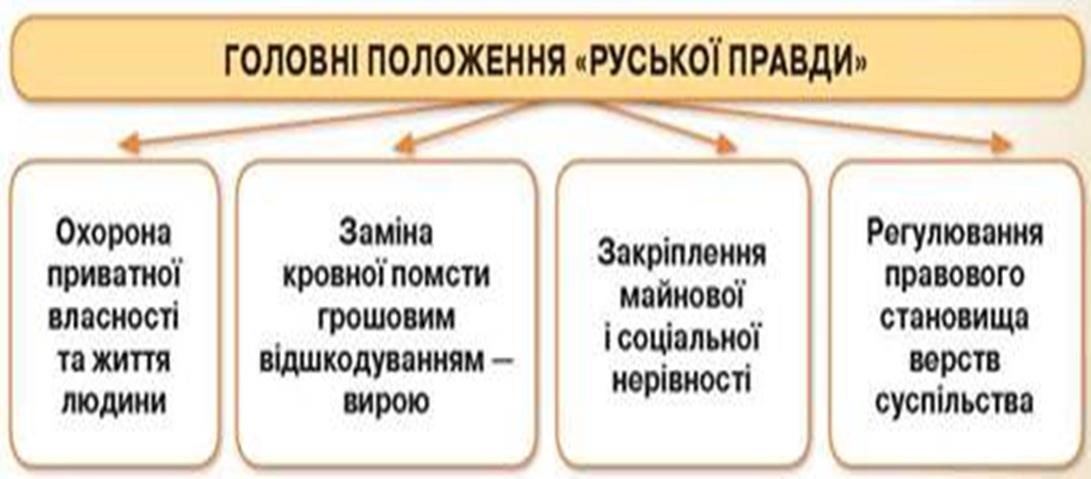 ГОЛОВНІ ПОЛОЖЕННЯ «РУСЬКОЇ ПРАВДИ»
Охорона
приватної
власності
та життя
людини
Заміна
кровної помсти
грошовим
відшкодуванням —
вирою
Закріплення
майнової
і соціальної
нерівності
Регулювання
правового
становища
верств
суспільства